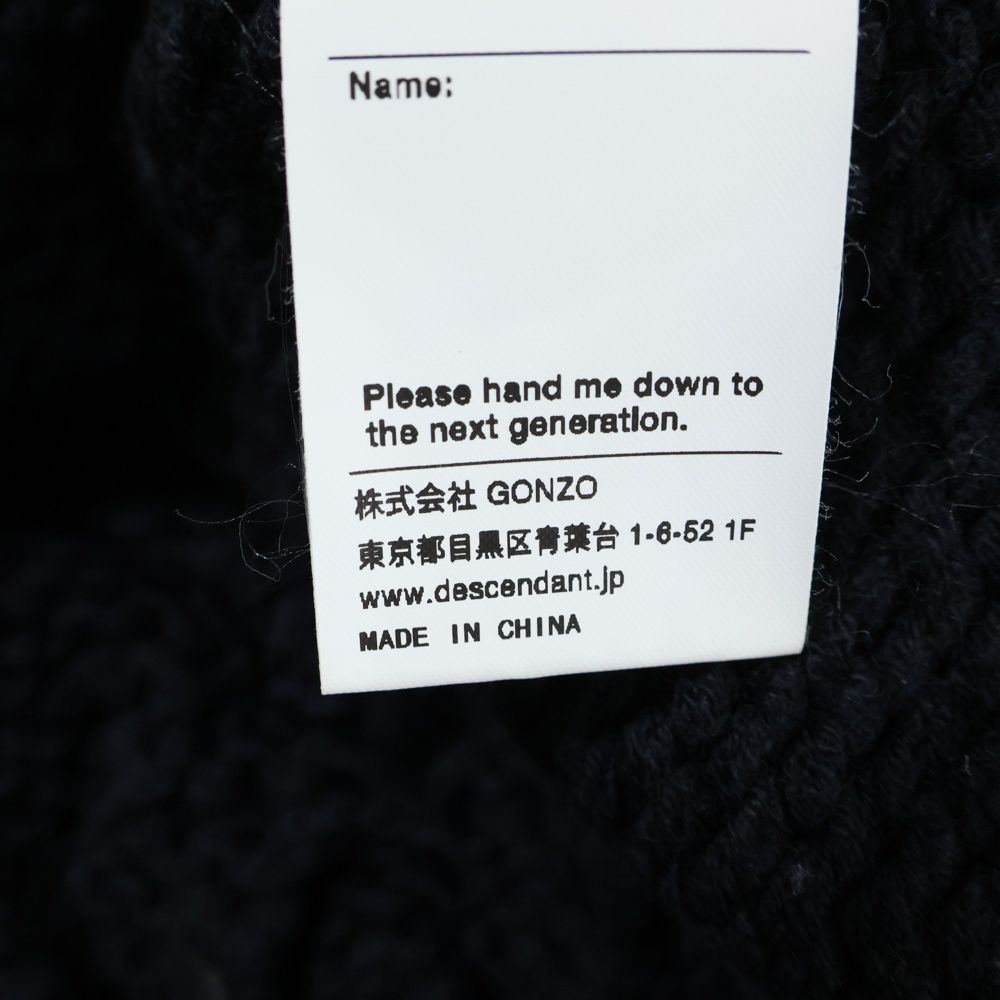 Name:
Please hand me down to
the next generation.
株式会社 GONZO
東京都目黒区青葉台 1-6-52 1F
www.descendant.jp
MADE IN CHINA